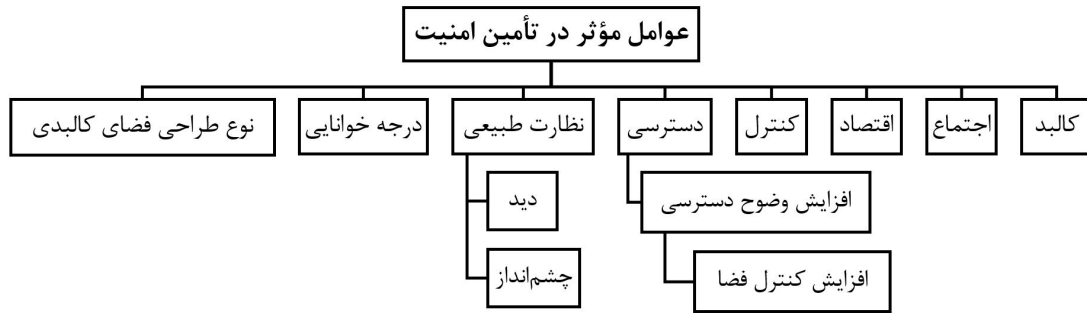 عوامل مؤثر در تأمین امنیت
کالبد
اجتماع
اقتصاد
کنترل
دسترسی
نظارت طبیعی
درجه خوانایی
نوع طراحی فضای کالبدی
افزایش وضوح دسترسی
افزایش کنترل فضا
دید
چشم‌انداز